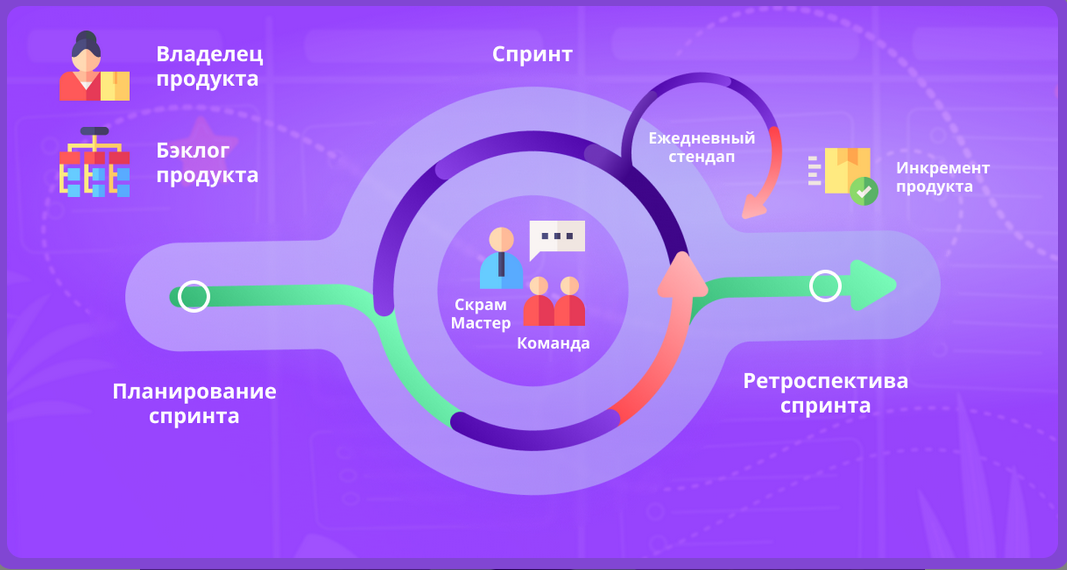 Владелец
продукта
Бэклог
продукта
Спринт
Ежедневный
стендап
Инкремент
продукта
Скрам
Мастер
Команда
Планирование
спринта
Ретроспектива
спринта